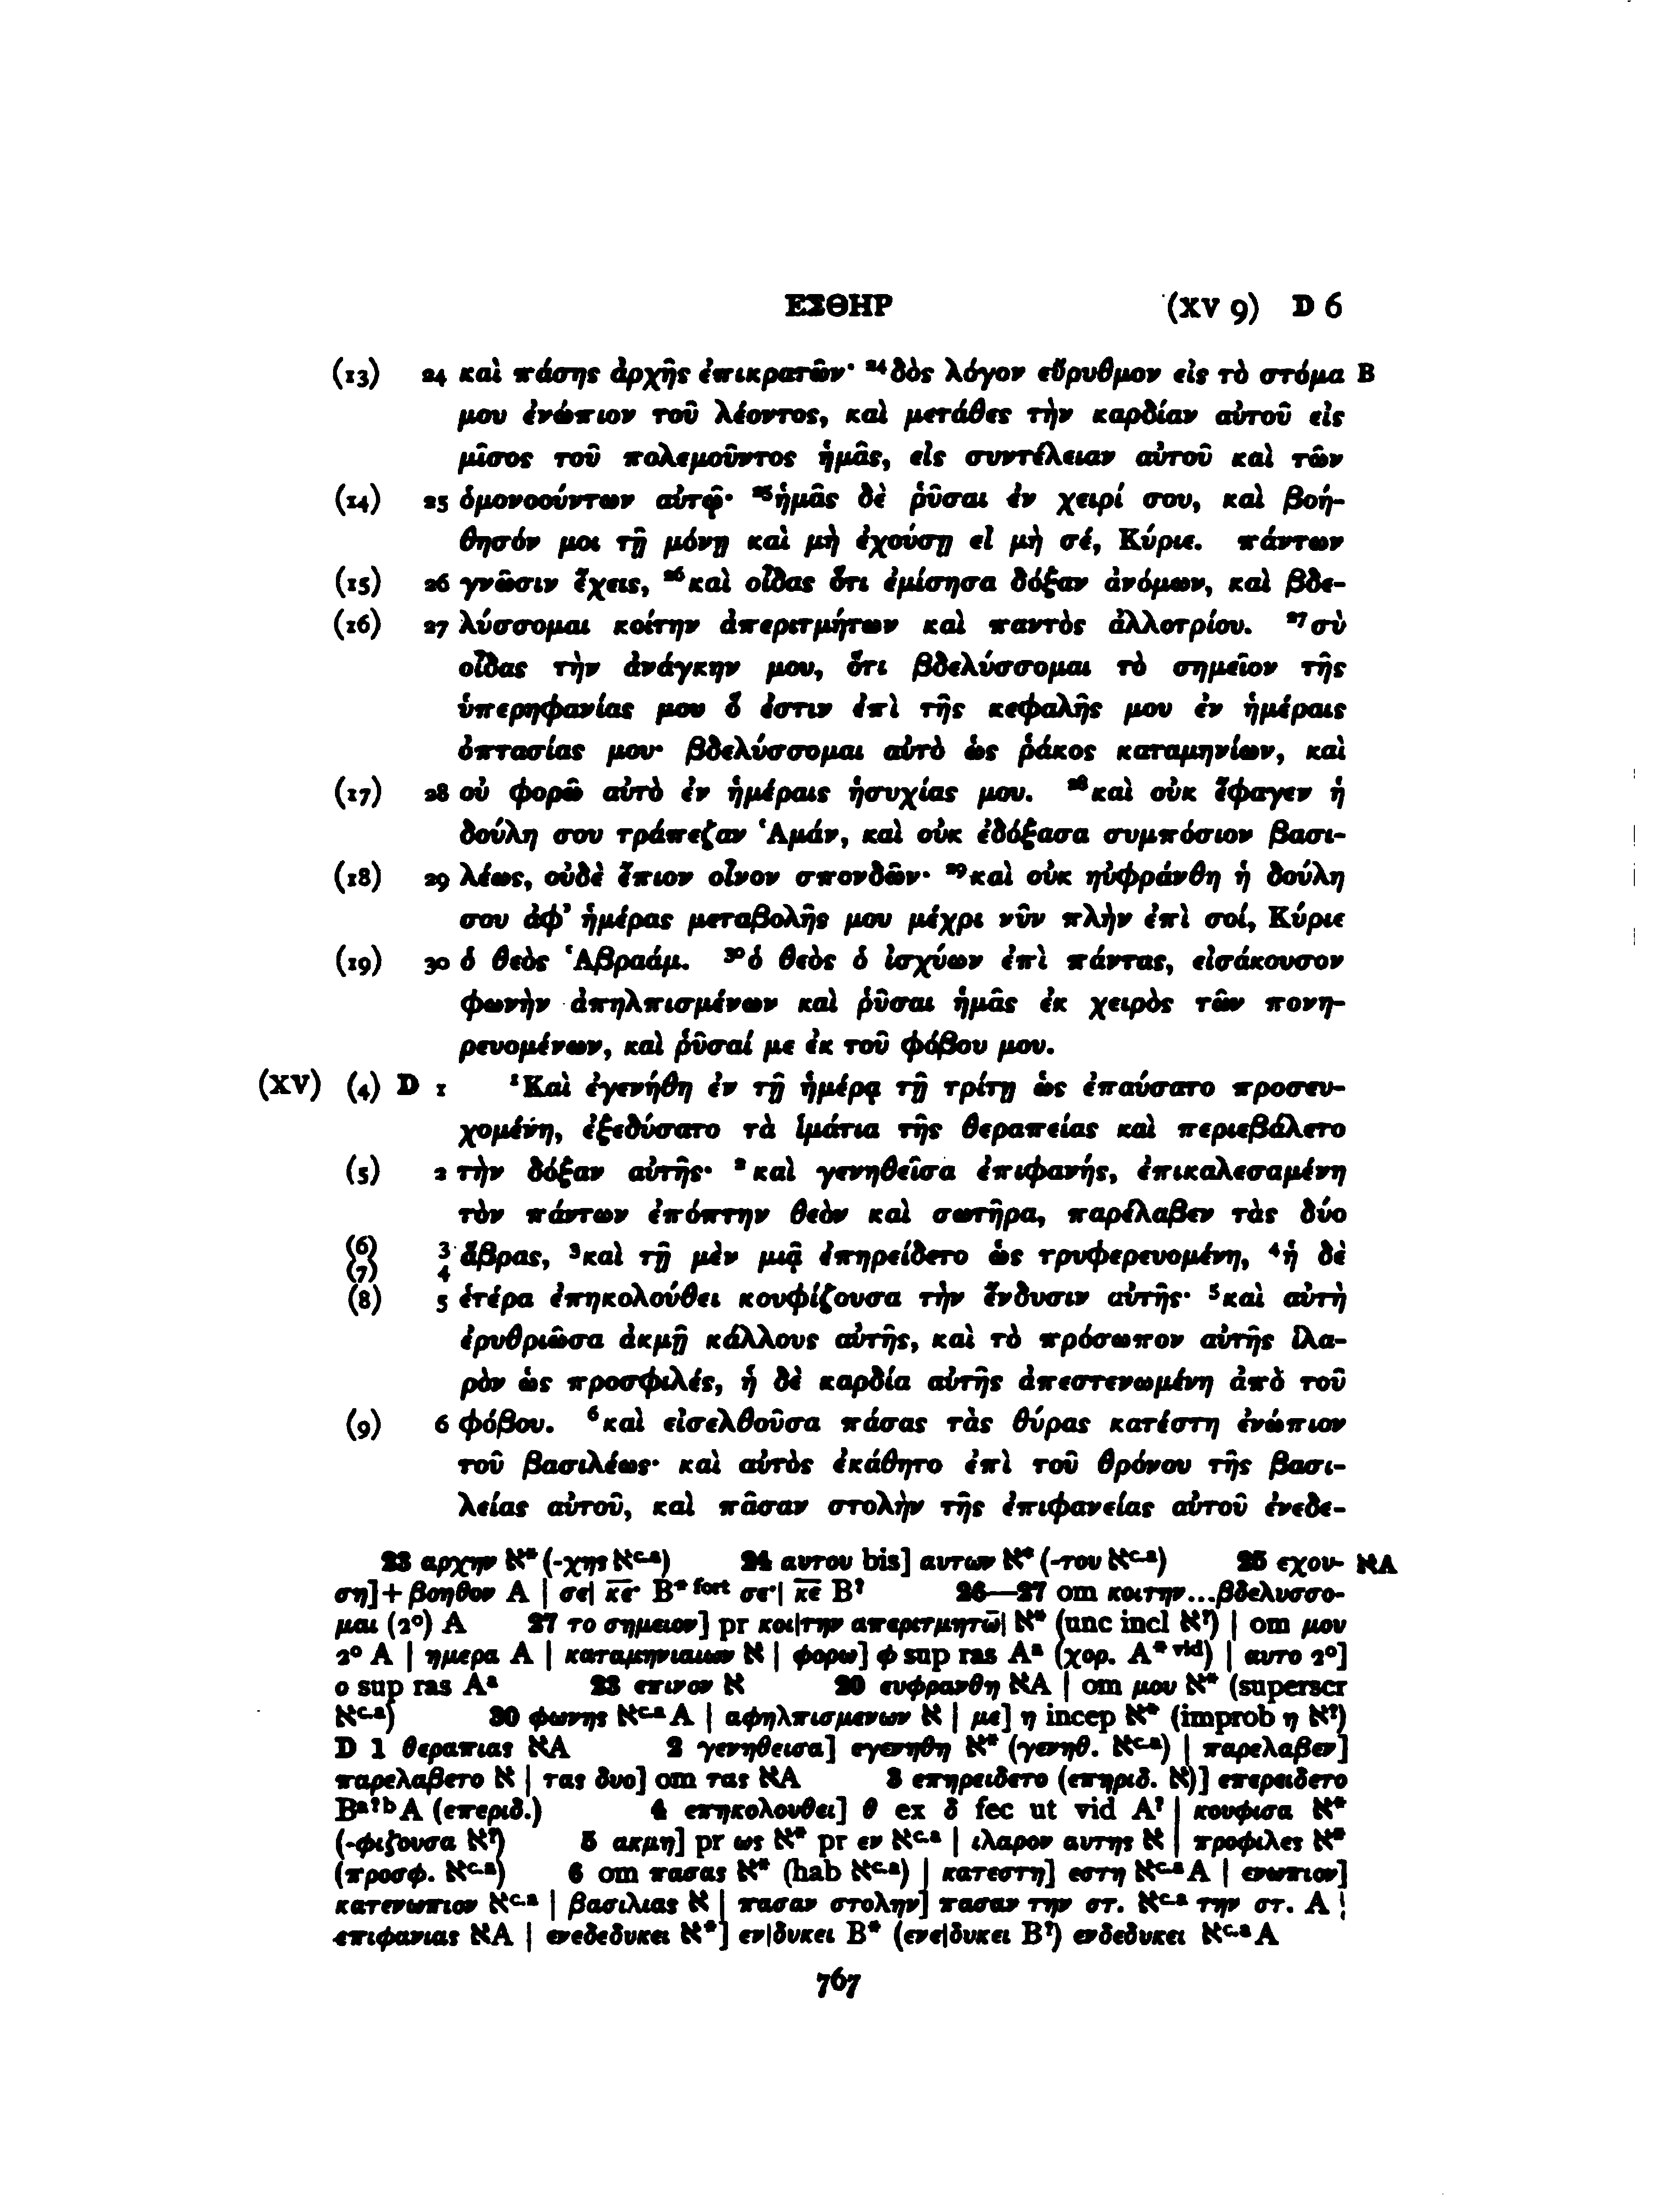 ΕΣΘΗΡ (XV 9) D 6
(13) 24 καὶ πάσης ἀρχῆς ἐπικρατῶν· ²⁴δὸς λόγον εὔρυθμον εἰς τὸ στόμα B
μου ἐνώπιον τοῦ λέοντος, καὶ μετάθες τὴν καρδίαν αὐτοῦ εἰς
μῖσος τοῦ πολεμοῦντος ἡμᾶς, εἰς συντέλειαν αὐτοῦ καὶ τῶν
(14) 25 ὁμονοούντων αὐτῷ· ²⁵ἡμᾶς δὲ ῥῦσαι ἐν χειρί σου, καὶ βοή-
θησόν μοι τῇ μόνῃ καὶ μὴ ἐχούσῃ εἰ μὴ σέ, Κύριε. πάντων
(15) 26 γνῶσιν ἔχεις, ²⁶καὶ οἶδας ὅτι ἐμίσησα δόξαν ἀνόμων, καὶ βδε-
(16) 27 λύσσομαι κοίτην ἀπεριτμήτων καὶ παντὸς ἀλλοτρίου. ²⁷σὺ
οἶδας τὴν ἀνάγκην μου, ὅτι βδελύσσομαι τὸ σημεῖον τῆς
ὑπερηφανίας μου ὅ ἐστιν ἐπὶ τῆς κεφαλῆς μου ἐν ἡμέραις
ὀπτασίας μου· βδελύσσομαι αὐτὸ ὡς ῥάκος καταμηνίων, καὶ
(17) 28 οὐ φορῶ αὐτὸ ἐν ἡμέραις ἡσυχίας μου. ²⁸καὶ οὐκ ἔφαγεν ἡ
δούλη σου τράπεζαν Ἁμάν, καὶ οὐκ ἐδόξασα συμπόσιον βασι-
(18) 29 λέως, οὐδὲ ἔπιον οἶνον σπονδῶν· ²⁹καὶ οὐκ ηὐφράνθη ἡ δούλη
σου ἀφ’ ἡμέρας μεταβολῆς μου μέχρι νῦν πλὴν ἐπὶ σοί, Κύριε
(19) 30 ὁ θεὸς Ἁβραάμ. ³⁰ὁ θεὸς ὁ ἰσχύων ἐπὶ πάντας, εἰσάκουσον
φωνὴν ἀπηλπισμένων καὶ ῥῦσαι ἡμᾶς ἐκ χειρὸς τῶν πονη-
ρευομένων, καὶ ῥῦσαί με ἐκ τοῦ φόβου μου.
(XV) (4) D 1 ¹Καὶ ἐγενήθη ἐν τῇ ἡμέρᾳ τῇ τρίτῃ ὡς ἐπαύσατο προσευ-
χομένη, ἐξεδύσατο τὰ ἱμάτια τῆς θεραπείας καὶ περιεβάλετο
(5) 2 τὴν δόξαν αὐτῆς· ²καὶ γενηθεῖσα ἐπιφανής, ἐπικαλεσαμένη
τὸν πάντων ἐπόπτην θεὸν καὶ σωτῆρα, παρέλαβεν τὰς δύο
(6) (7) 3 4 ἅβρας, ³καὶ τῇ μὲν μιᾷ ἐπηρείδετο ὡς τρυφερευομένη, ⁴ἡ δὲ
(8) 5 ἑτέρα ἐπηκολούθει κουφίζουσα τὴν ἔνδυσιν αὐτῆς· ⁵καὶ αὐτὴ
ἐρυθριῶσα ἀκμῇ κάλλους αὐτῆς, καὶ τὸ πρόσωπον αὐτῆς ἱλα-
ρὸν ὡς προσφιλές, ἡ δὲ καρδία αὐτῆς ἀπεστενωμένη ἀπὸ τοῦ
(9) 6 φόβου. ⁶καὶ εἰσελθοῦσα πάσας τὰς θύρας κατέστη ἐνώπιον
τοῦ βασιλέως· καὶ αὐτὸς ἐκάθητο ἐπὶ τοῦ θρόνου τῆς βασι-
λείας αὐτοῦ, καὶ πᾶσαν στολὴν τῆς ἐπιφανείας αὐτοῦ ἐνεδε-
23 αρχην א* (-χης א^c.a) 24 αυτου bis] αυτων א* (-του א^c.a) 25 εχου- אA
ση]+βοηθον A | σε| κ̅ε̅· B*^fort σε·| κ̅ε̅ B? 26—27 om κοιτην...βδελυσσο-
μαι (2°) A 27 το σημειον] pr κοι|την απεριτμητω̅| א* (unc incl א?) | om μου
2° A | ημερα A | καταμηνιαιων א | φορω] φ sup ras A^a (χορ. A*^vid) | αυτο 2°]
ο sup ras A^a 28 επινον א 29 ευφρανθη אA | om μου א* (superscr
א^c.a) 30 φωνης א^c.a A | αφηλπισμενων א | με] η incep א* (improb η א?)
D 1 θεραπιας אA 2 γενηθεισα] εγενηθη א* (γενηθ. א^c.a) | παρελαβεν]
παρελαβετο א | τας δυο] om τας אA 3 επηρειδετο (επηριδ. א)] επερειδετο
B^a?b A (επεριδ.) 4 επηκολουθει] θ ex δ fec ut vid A? | κουφισα א*
(-φιζουσα א?) 5 ακμη] pr ως א* pr εν א^c.a | ιλαρον αυτης א | προφιλες א*
(προσφ. א^c.a) 6 om πασας א* (hab א^c.a) | κατεστη] εστη א^c.a A | ενωπιον]
κατενωπιον א^c.a | βασιλιας א | πασαν στολην] πασαν την στ. א^c.a την στ. A |
επιφανιας אA | ενεδεδυκει א*] εν|δυκει B* (ενε|δυκει B?) ενδεδυκει א^c.a A
767